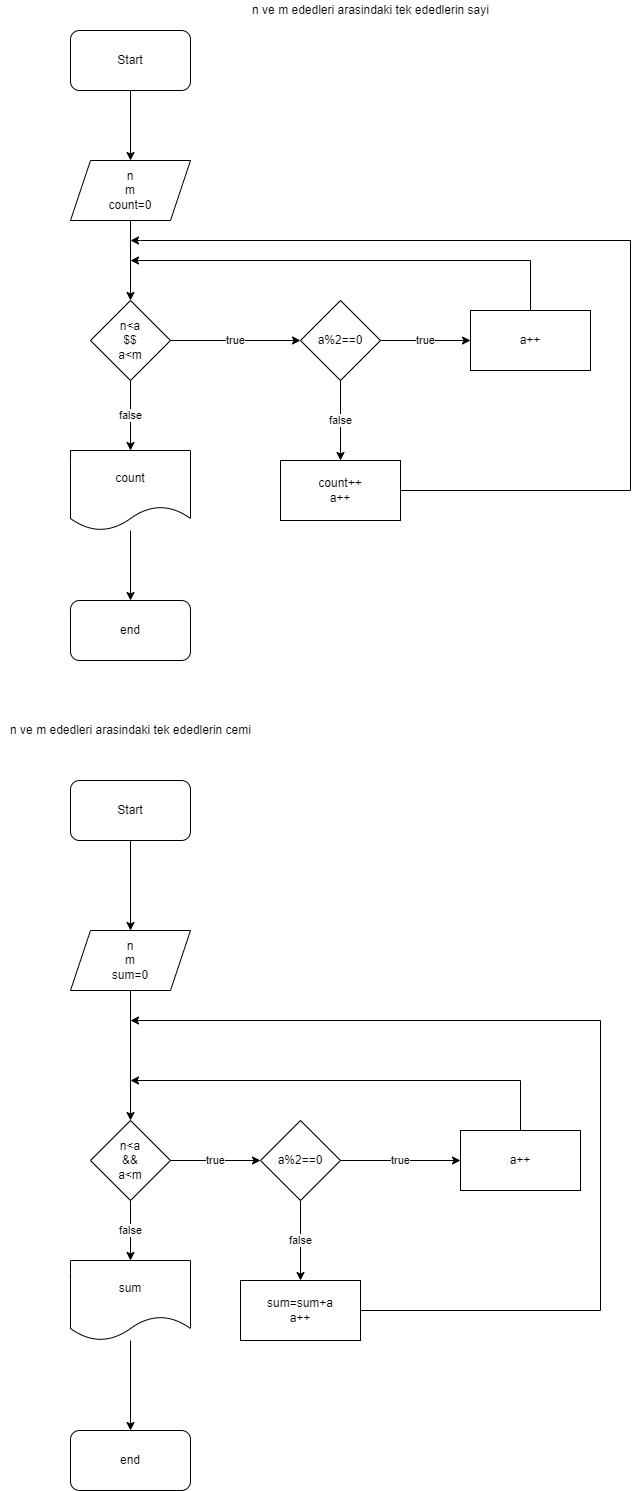 n ve m ededleri arasindaki tek ededlerin sayi
Start
n
m
count=0
n<a
$$
a<m
true
a%2==0
true
a++
false
false
count
count++
a++
end
n ve m ededleri arasindaki tek ededlerin cemi
Start
n
m
sum=0
n<a
&&
a<m
true
a%2==0
true
a++
false
false
sum
sum=sum+a
a++
end